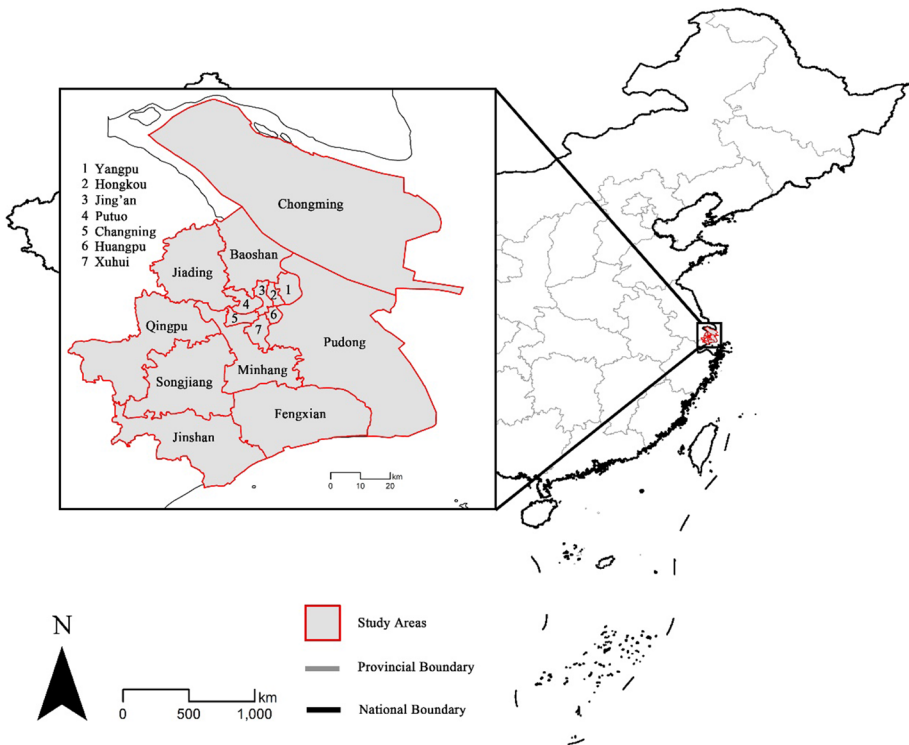 1 Yangpu
2 Hongkou
3 Jing'an
4 Putuo
5 Changning
6 Huangpu
7 Xuhui
Chongming
Baoshan
Jiading
3
2
1
4
5
6
7
Qingpu
Pudong
Songjiang
Minhang
Fengxian
Jinshan
km
0 10 20
N
km
0 500 1,000
Study Areas
Provincial Boundary
National Boundary